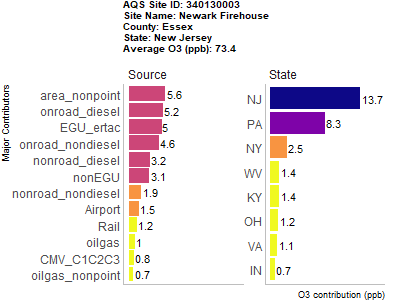 AQS Site ID: 340130003
Site Name: Newark Firehouse
County: Essex
State: New Jersey
Average O3 (ppb): 73.4
Source
State
Major Contributors
area_nonpoint 5.6
onroad_diesel 5.2
EGU_ertac 5
onroad_nondiesel 4.6
nonroad_diesel 3.2
nonEGU 3.1
nonroad_nondiesel 1.9
Airport 1.5
Rail 1.2
oilgas 1
CMV_C1C2C3 0.8
oilgas_nonpoint 0.7
NJ 13.7
PA 8.3
NY 2.5
WV 1.4
KY 1.4
OH 1.2
VA 1.1
IN 0.7
O3 contribution (ppb)